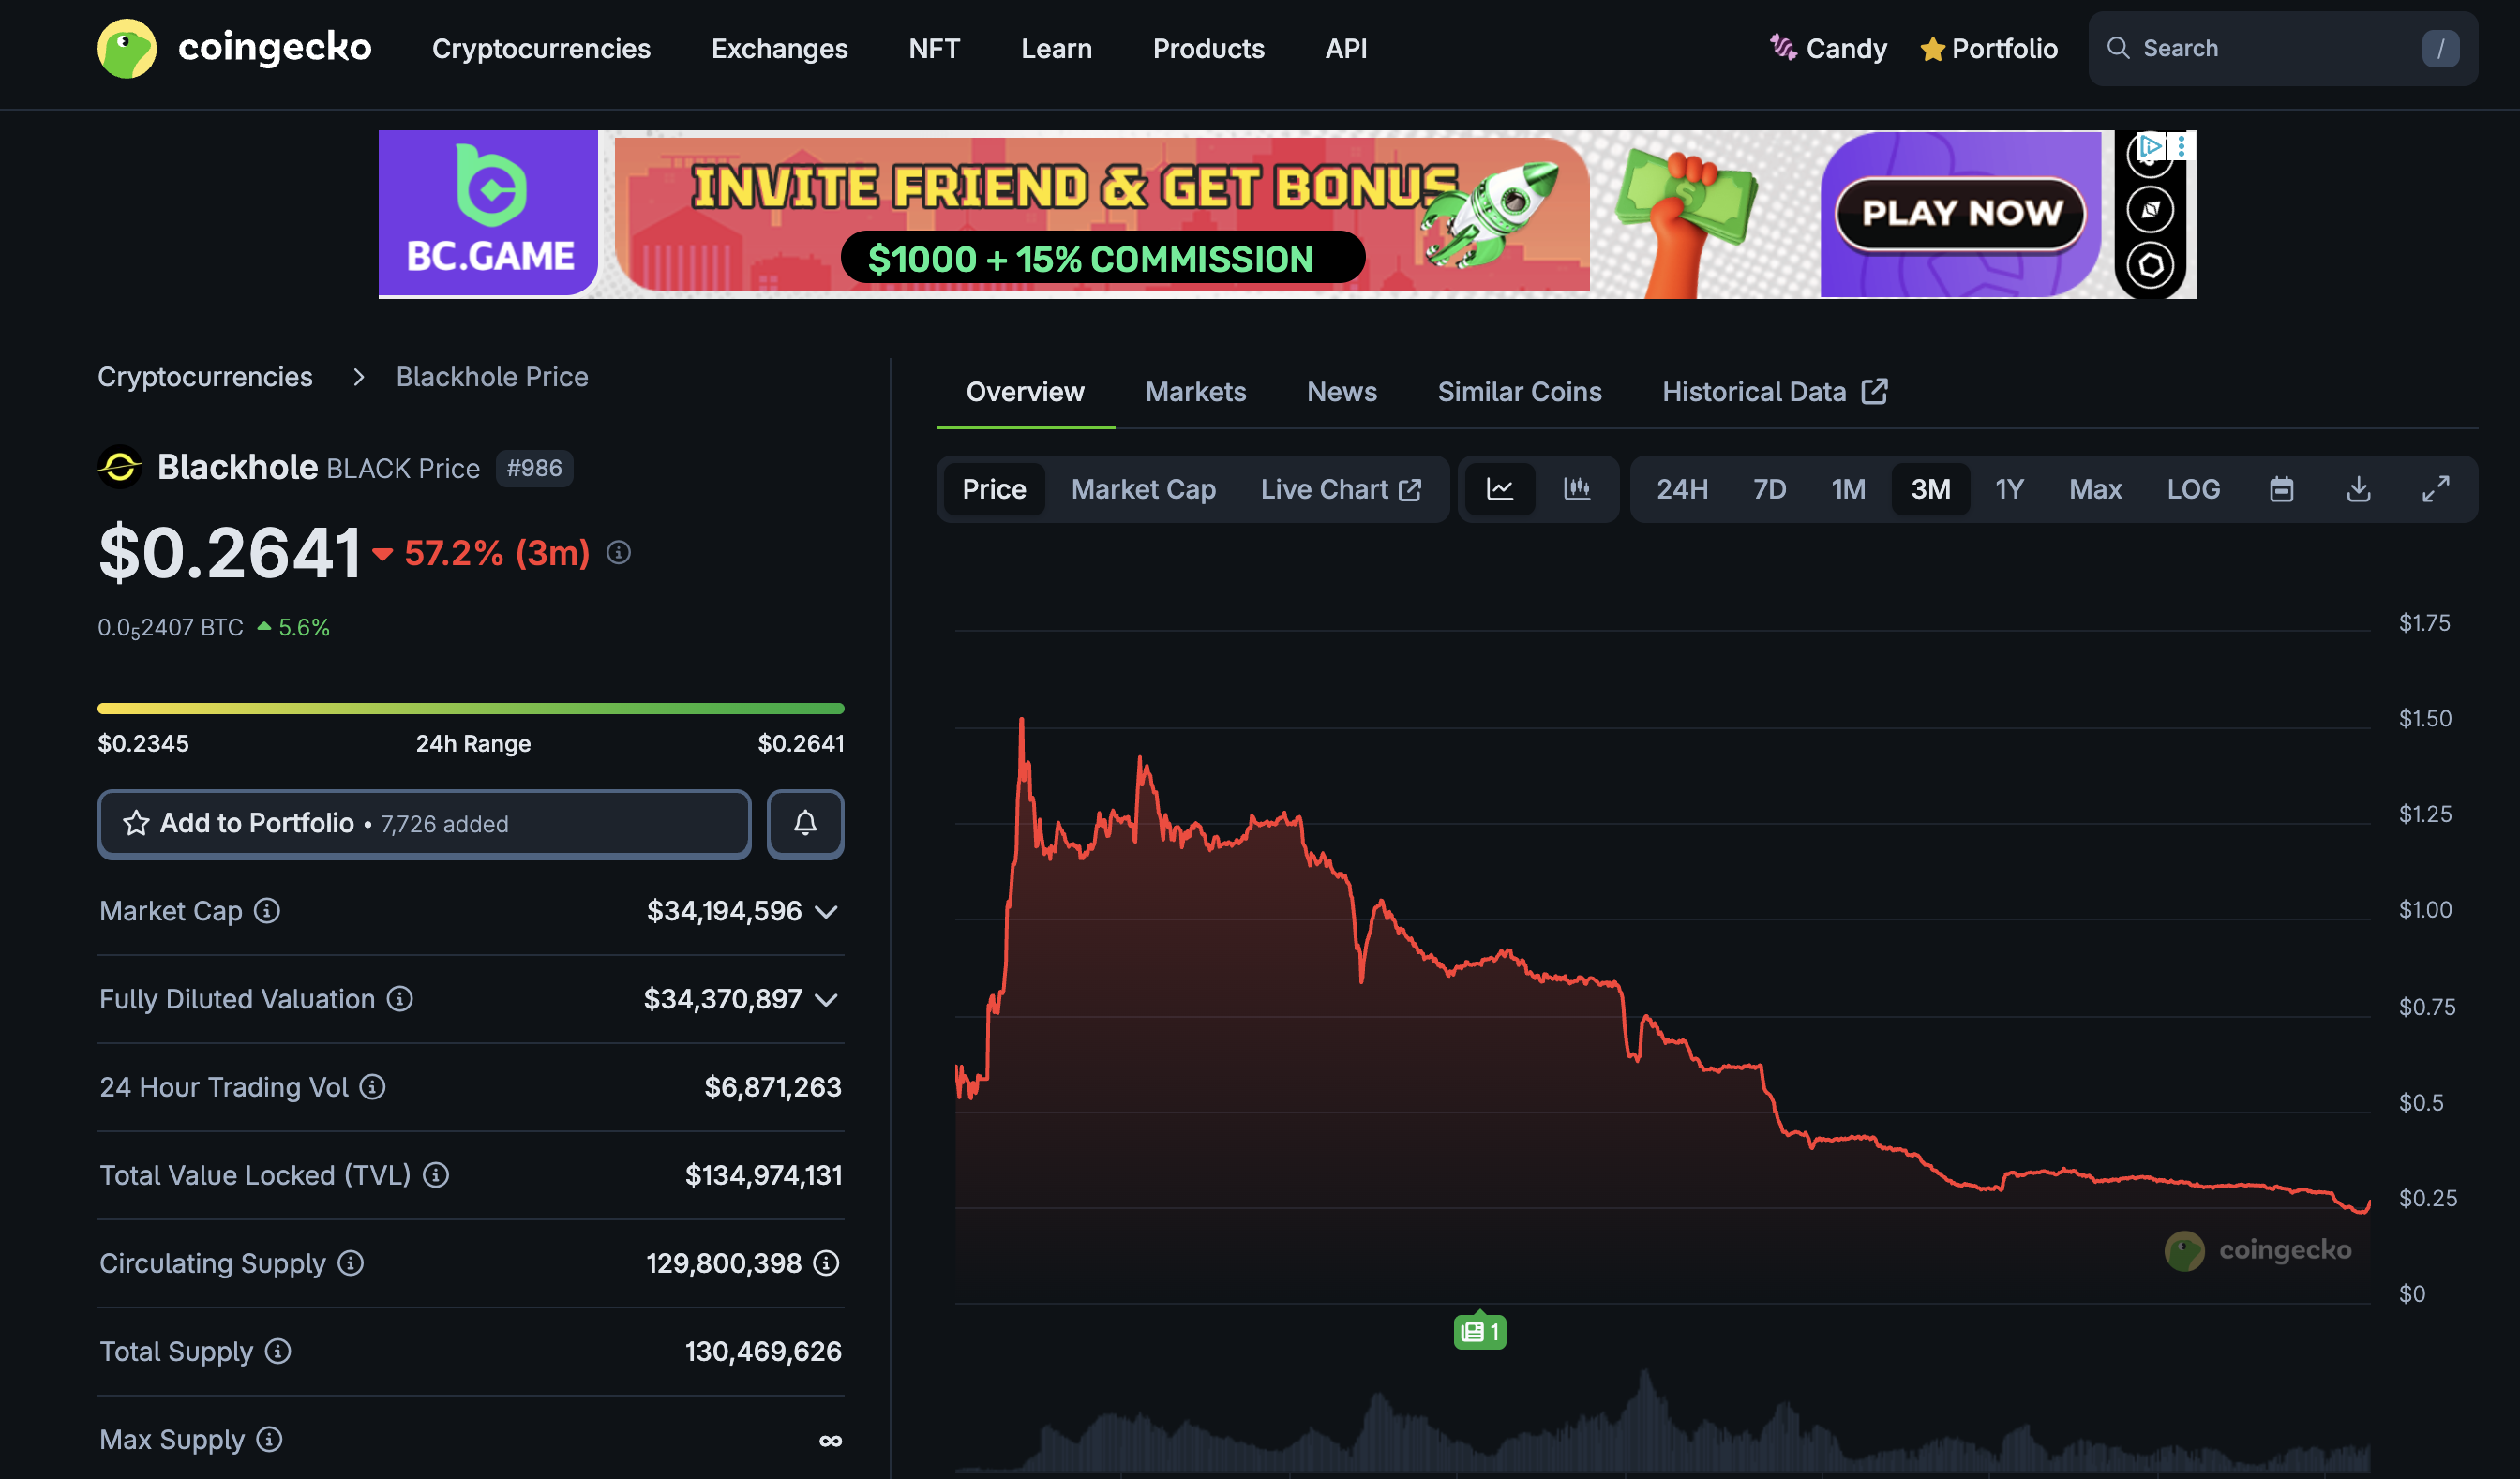 coingecko Cryptocurrencies Exchanges NFT Learn Products API Candy Portfolio Search /
BC.GAME
INVITE FRIEND & GET BONUS
$1000 + 15% COMMISSION
PLAY NOW
Cryptocurrencies > Blackhole Price
Blackhole BLACK Price #986
$0.2641 57.2% (3m)
0.0₅2407 BTC 5.6%
$0.2345 24h Range $0.2641
Add to Portfolio • 7,726 added
Market Cap $34,194,596
Fully Diluted Valuation $34,370,897
24 Hour Trading Vol $6,871,263
Total Value Locked (TVL) $134,974,131
Circulating Supply 129,800,398
Total Supply 130,469,626
Max Supply ∞
Overview Markets News Similar Coins Historical Data
Price Market Cap Live Chart 24H 7D 1M 3M 1Y Max LOG
$1.75
$1.50
$1.25
$1.00
$0.75
$0.5
$0.25
coingecko
$0
1